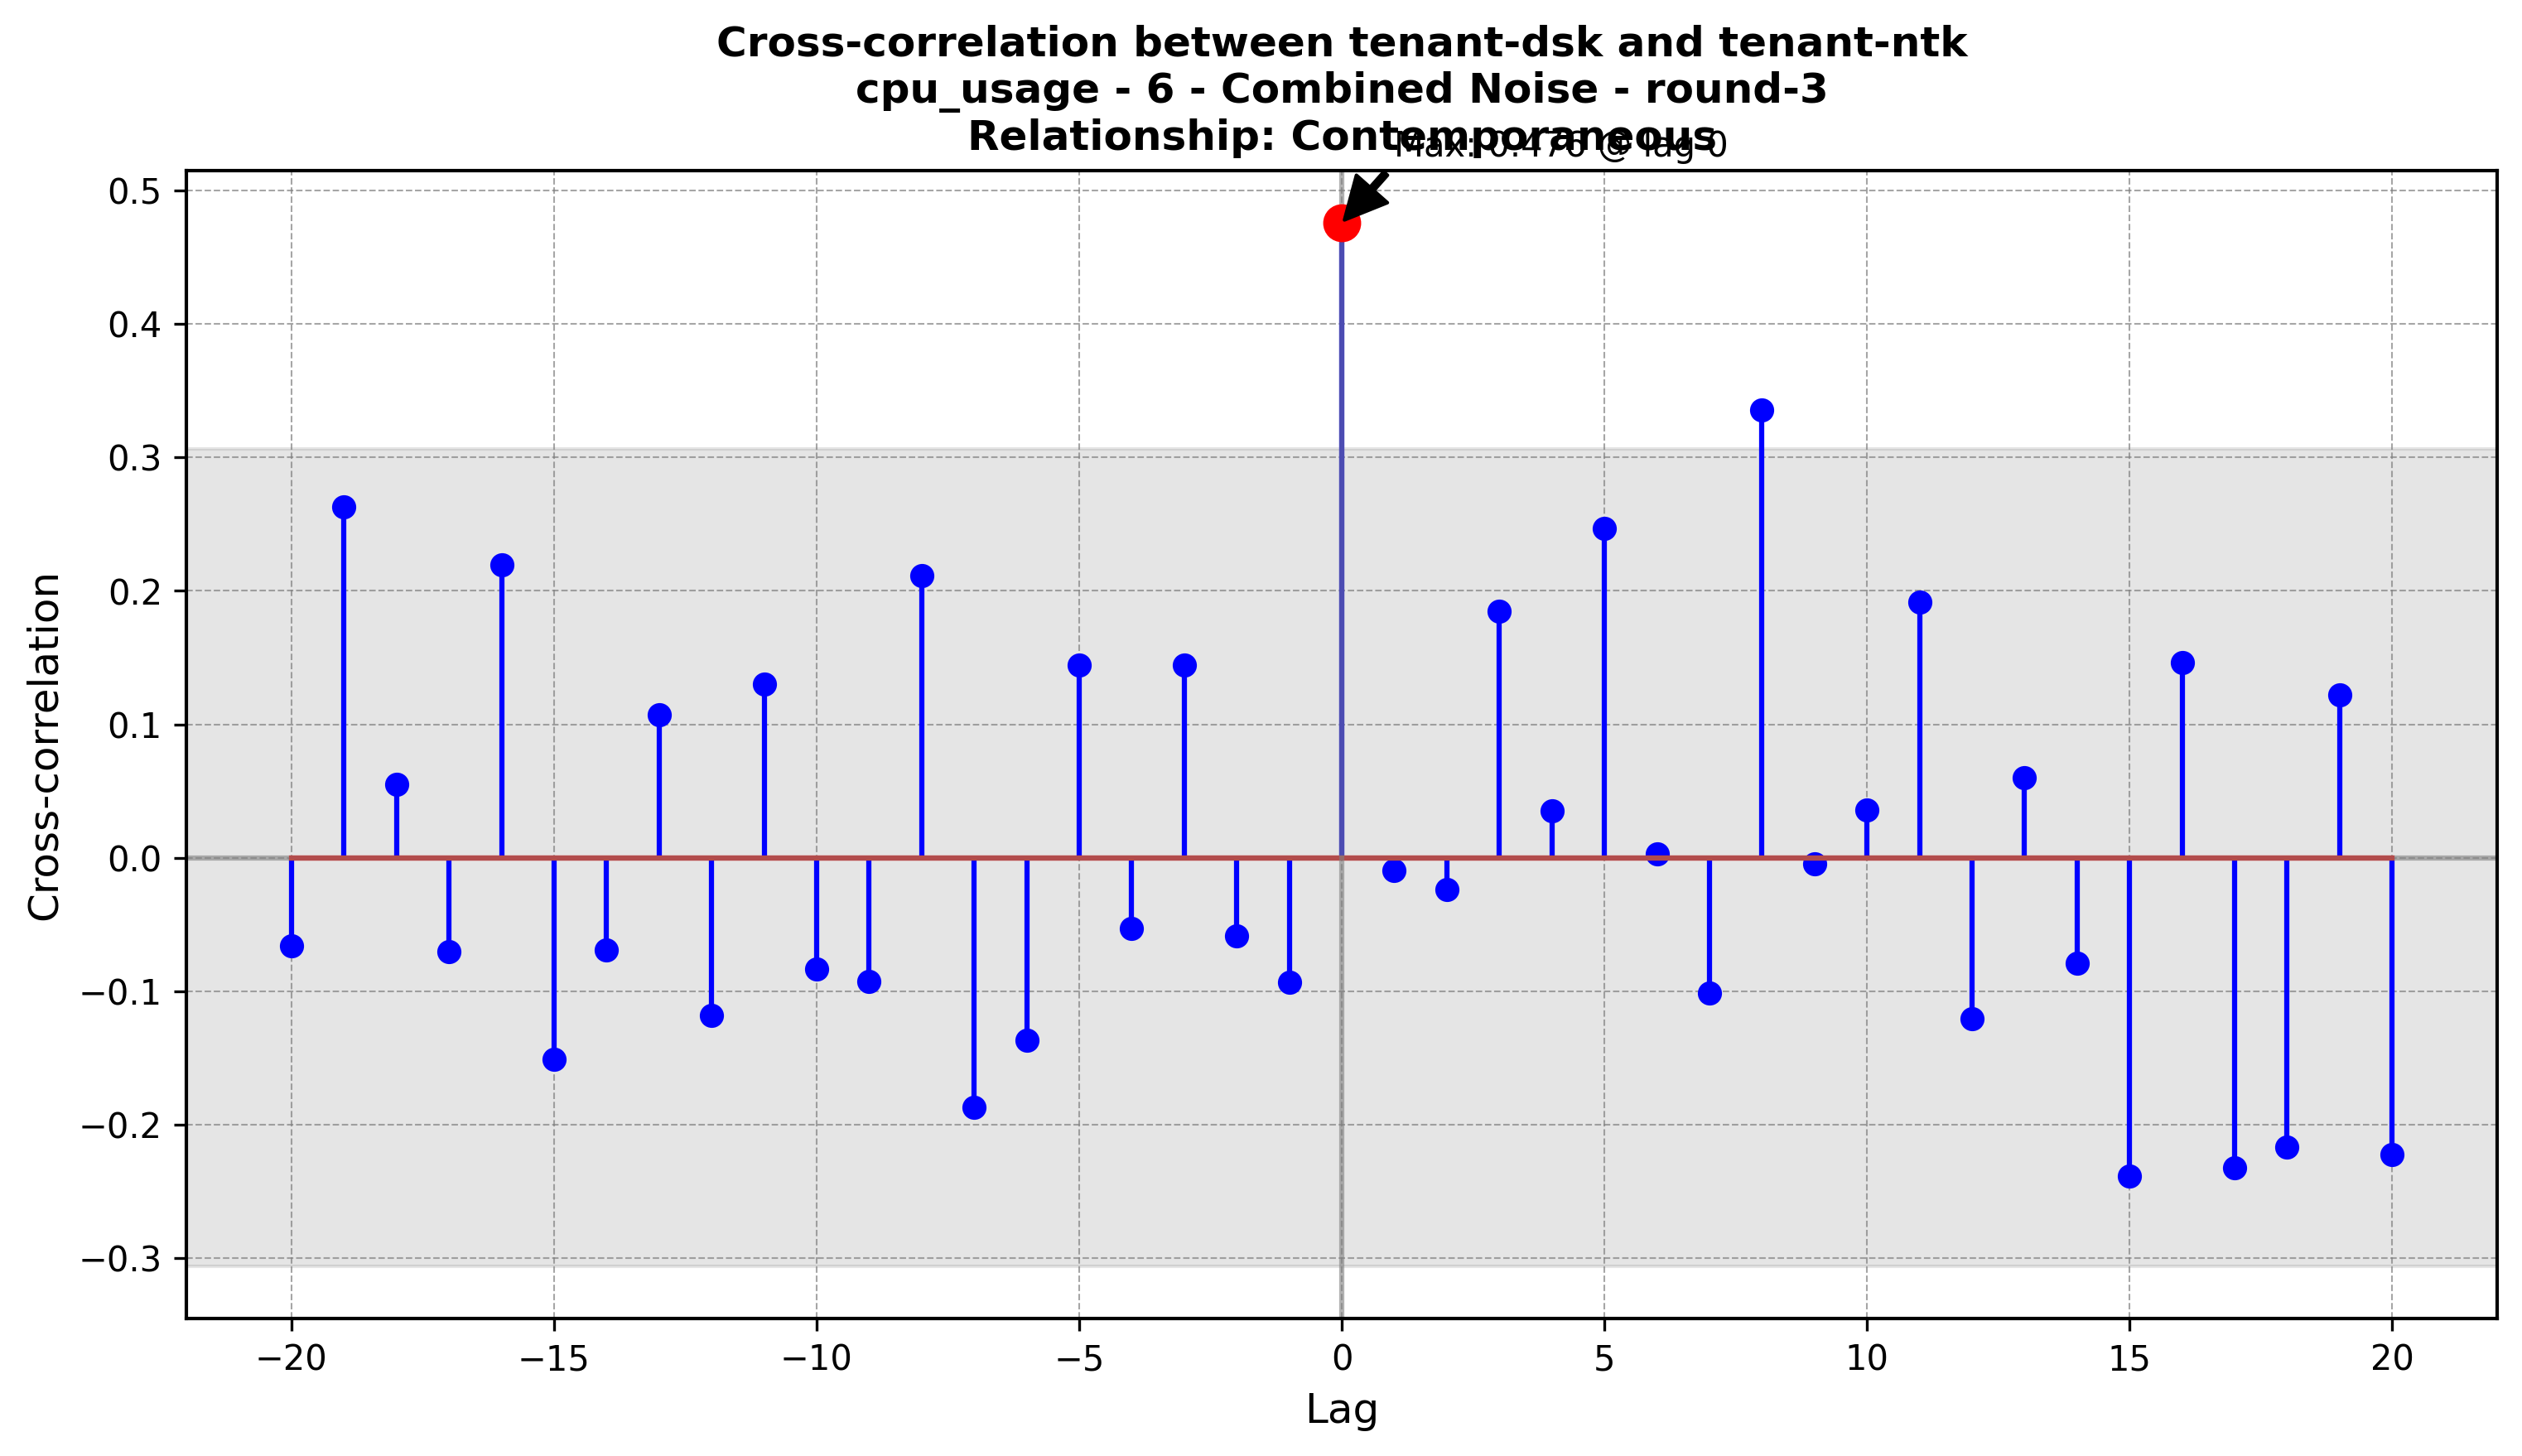 Cross-correlation between tenant-dsk and tenant-ntk
cpu_usage - 6 - Combined Noise - round-3
Relationship: Contemporaneous
Max: 0.476 @ lag 0
0.5
0.4
0.3
0.2
0.1
0.0
−0.1
−0.2
−0.3
Cross-correlation
−20 −15 −10 −5 0 5 10 15 20
Lag